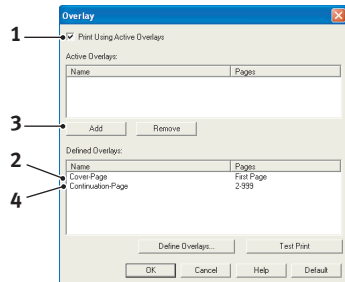 Overlay
1
Print Using Active Overlays
Active Overlays:
Name Pages
3
Add Remove
Defined Overlays:
Name Pages
2
Cover-Page First Page
4
Continuation-Page 2-999
Define Overlays... Test Print
OK Cancel Help Default